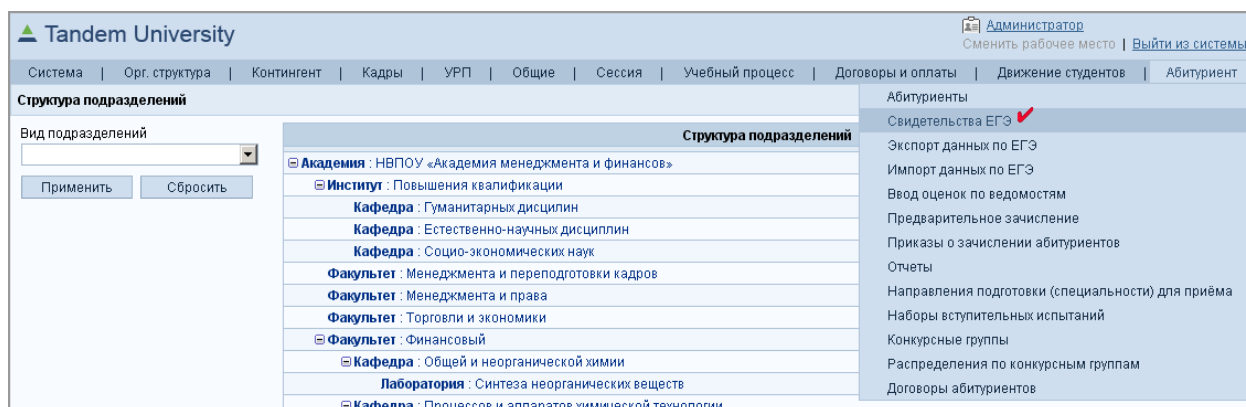 Tandem University
Администратор
Сменить рабочее место | Выйти из системы
Система | Орг. структура | Контингент | Кадры | УРП | Общие | Сессия | Учебный процесс | Договоры и оплаты | Движение студентов | Абитуриент
Структура подразделений
Вид подразделений
Применить Сбросить
Структура подразделений
Академия : НВПОУ «Академия менеджмента и финансов»
Институт : Повышения квалификации
Кафедра : Гуманитарных дисцилин
Кафедра : Естественно-научных дисциплин
Кафедра : Социо-экономических наук
Факультет : Менеджмента и переподготовки кадров
Факультет : Менеджмента и права
Факультет : Торговли и экономики
Факультет : Финансовый
Кафедра : Общей и неорганической химии
Лаборатория : Синтеза неорганических веществ
Кафедра : Процессов и аппаратов химической технологии
Абитуриенты
Свидетельства ЕГЭ
Экспорт данных по ЕГЭ
Импорт данных по ЕГЭ
Ввод оценок по ведомостям
Предварительное зачисление
Приказы о зачислении абитуриентов
Отчеты
Направления подготовки (специальности) для приёма
Наборы вступительных испытаний
Конкурсные группы
Распределения по конкурсным группам
Договоры абитуриентов